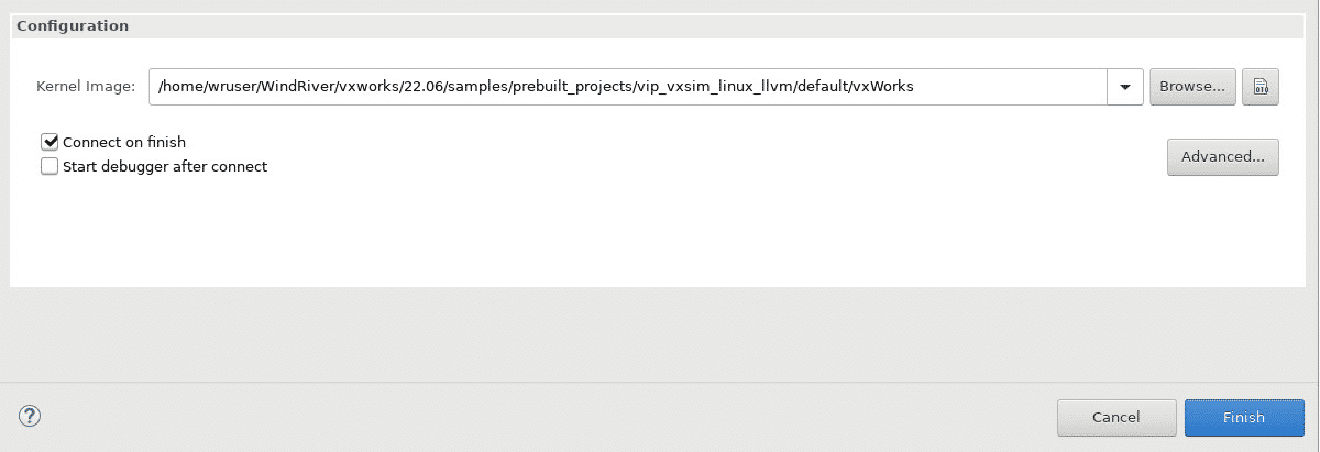 Configuration
Kernel Image: /home/wruser/WindRiver/vxworks/22.06/samples/prebuilt_projects/vip_vxsim_linux_llvm/default/vxWorks Browse... 010
Connect on finish
Advanced...
Start debugger after connect
? Cancel Finish